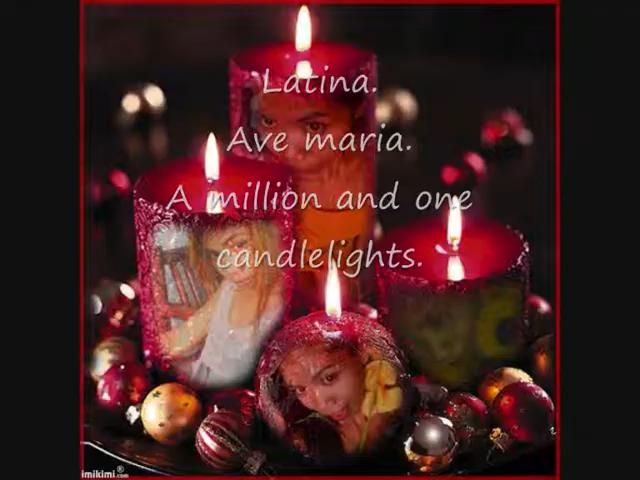 Latina.
Ave maria.
A million and one
candlelights.
imikimi®.com